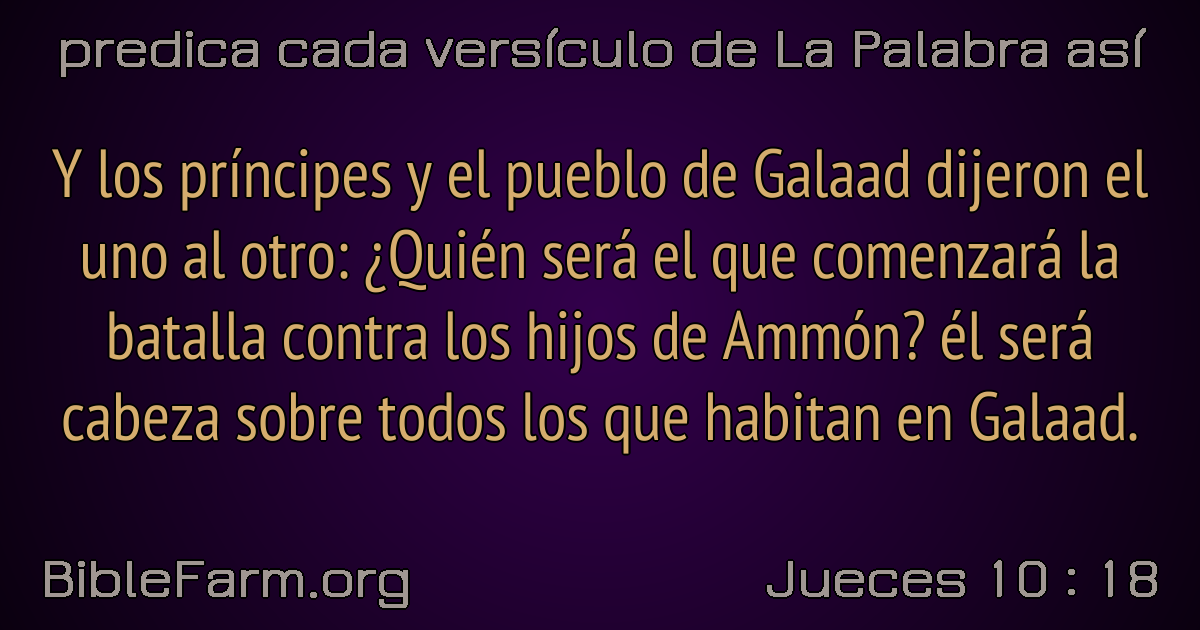 predica cada versículo de La Palabra así
Y los príncipes y el pueblo de Galaad dijeron el
uno al otro: ¿Quién será el que comenzará la
batalla contra los hijos de Ammón? él será
cabeza sobre todos los que habitan en Galaad.
BibleFarm.org
Jueces 10 : 18